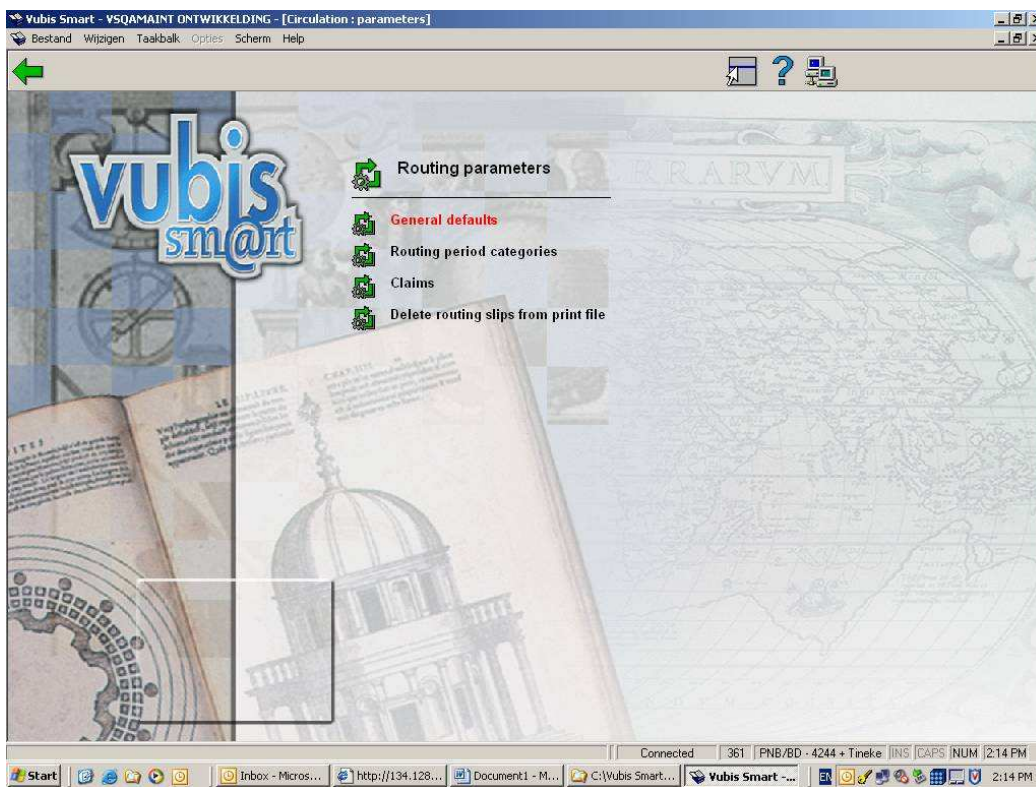 Vubis Smart - VSQAMAINT ONTWIKKELDING - [Circulation : parameters]
Bestand Wijzigen Taakbalk Opties Scherm Help
vubis
sm@rt
Routing parameters
General defaults
Routing period categories
Claims
Delete routing slips from print file
RRARVM
Connected 361 PNB/BD - 4244 + Tineke INS CAPS NUM 2:14 PM
Start Inbox - Micros... http://134.128... Document1 - M... C:\Vubis Smart... Vubis Smart -... EN 2:14 PM